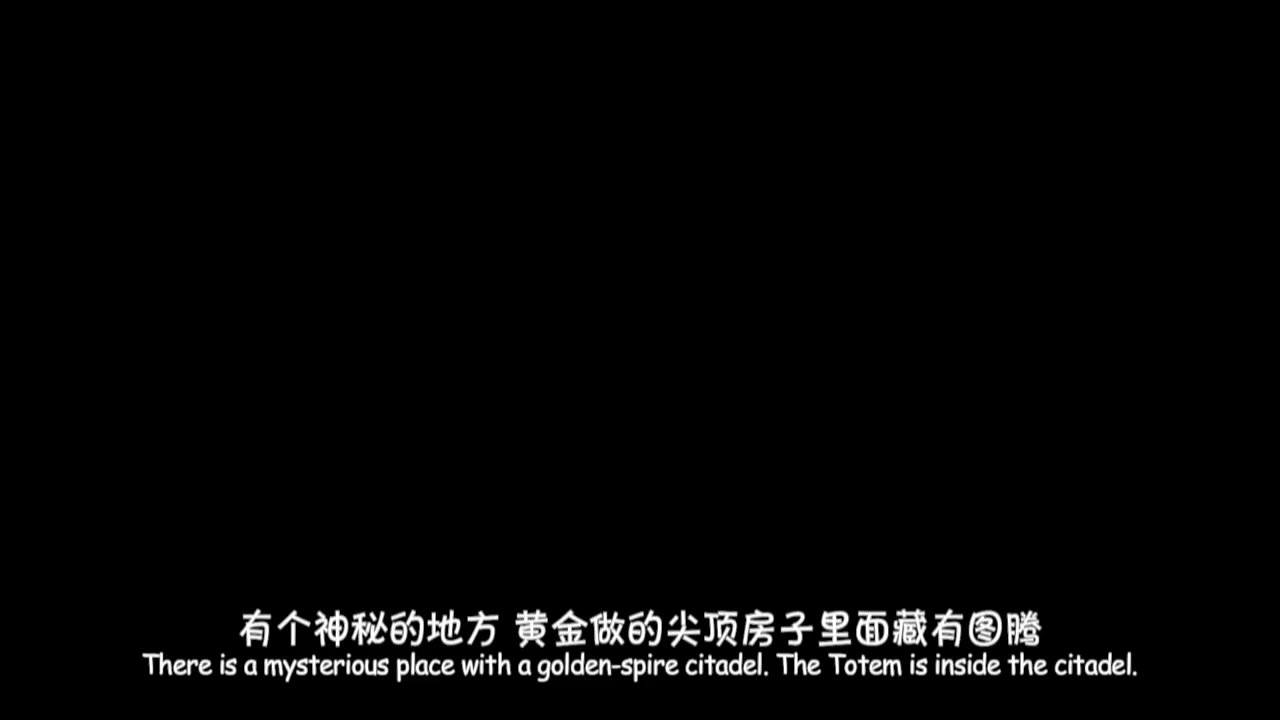 有个神秘的地方 黄金做的尖顶房子里面藏有图腾
There is a mysterious place with a golden-spire citadel. The Totem is inside the citadel.